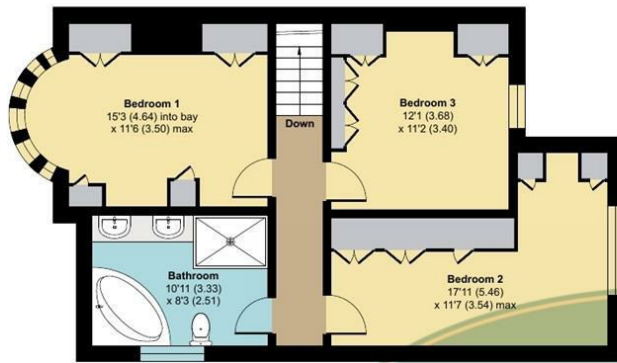 Bedroom 1
15'3 (4.64) into bay
x 11'6 (3.50) max
Down
Bedroom 3
12'1 (3.68)
x 11'2 (3.40)
Bathroom
10'11 (3.33)
x 8'3 (2.51)
Bedroom 2
17'11 (5.46)
x 11'7 (3.54) max